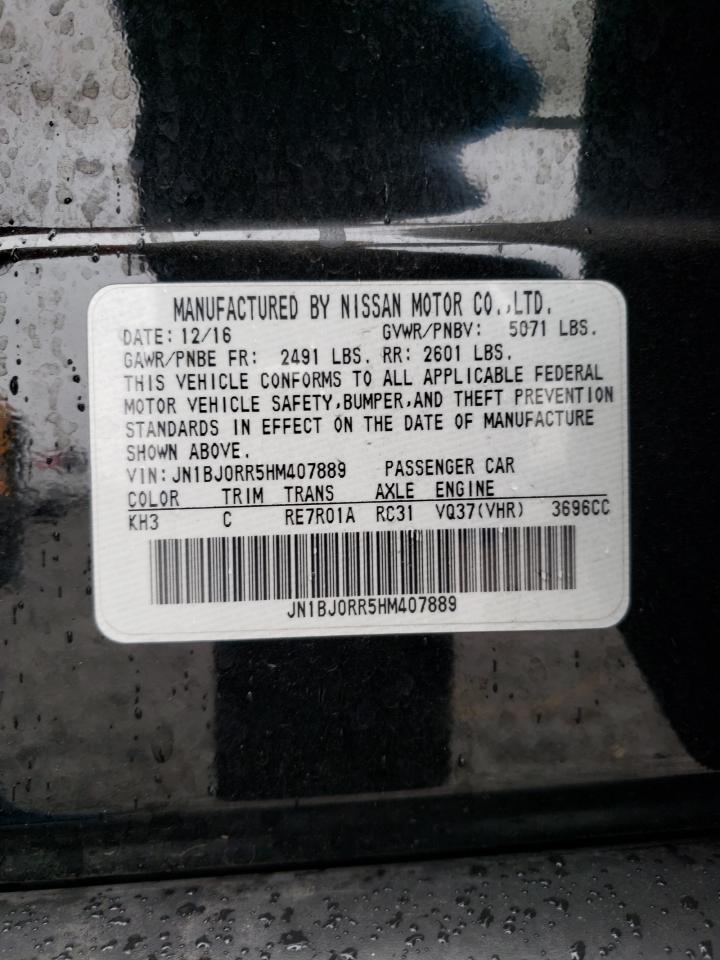 MANUFACTURED BY NISSAN MOTOR CO.,LTD.
DATE: 12/16 GVWR/PNBV: 5071 LBS.
GAWR/PNBE FR: 2491 LBS. RR: 2601 LBS.
THIS VEHICLE CONFORMS TO ALL APPLICABLE FEDERAL
MOTOR VEHICLE SAFETY,BUMPER,AND THEFT PREVENTION
STANDARDS IN EFFECT ON THE DATE OF MANUFACTURE
SHOWN ABOVE.
VIN: JN1BJ0RR5HM407889 PASSENGER CAR
COLOR TRIM TRANS AXLE ENGINE
KH3 C RE7R01A RC31 VQ37(VHR) 3696CC
JN1BJ0RR5HM407889